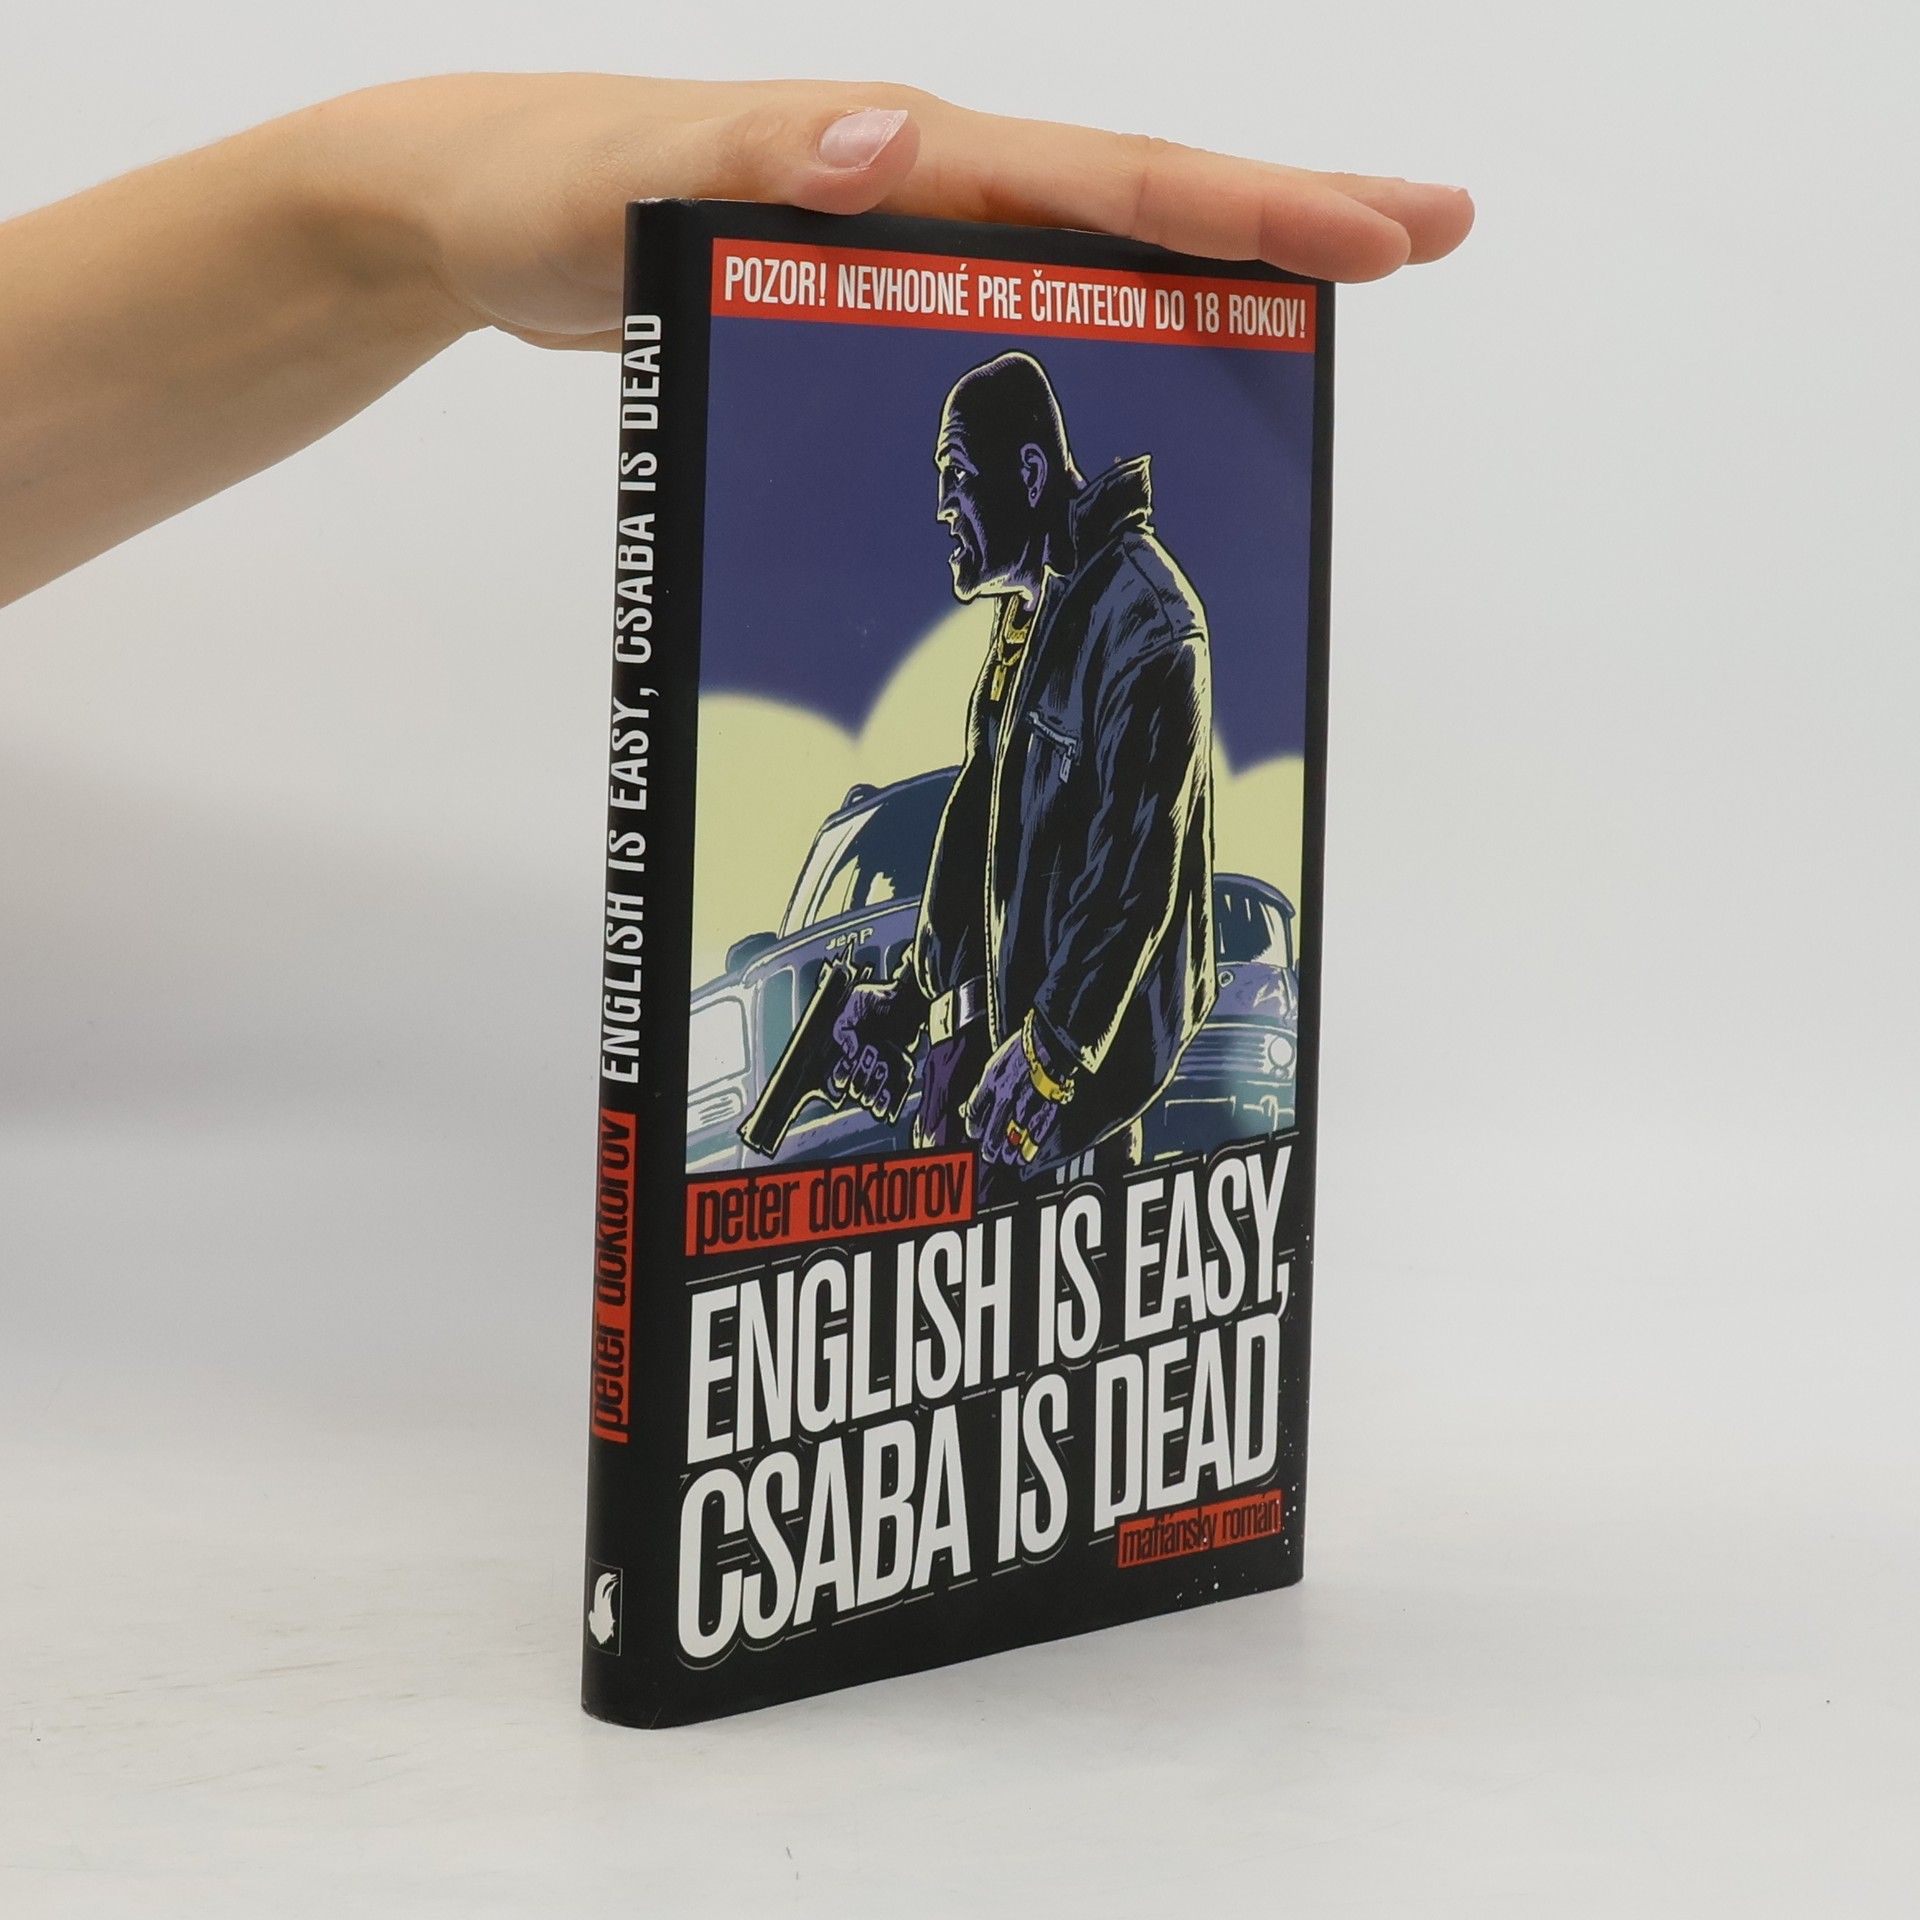 POZOR! NEVHODNÉ PRE ČITATEĽOV DO 18 ROKOV!
Jeep
peter doktorov
ENGLISH IS EASY,
CSABA IS DEAD
mafiánsky román
peter doktorov ENGLISH IS EASY, CSABA IS DEAD